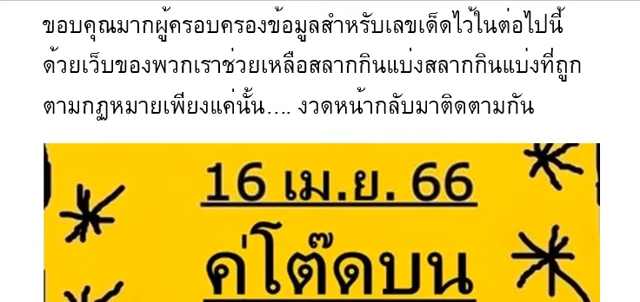 ขอบคุณมากผู้ครอบครองข้อมูลสำหรับเลขเด็ดไว้ในต่อไปนี้
ด้วยเว็บของพวกเราช่วยเหลือสลากกินแบ่งสลากกินแบ่งที่ถูก
ตามกฏหมายเพียงแค่นั้น.... งวดหน้ากลับมาติดตามกัน
16 เม.ย. 66
คู่โต๊ดบน